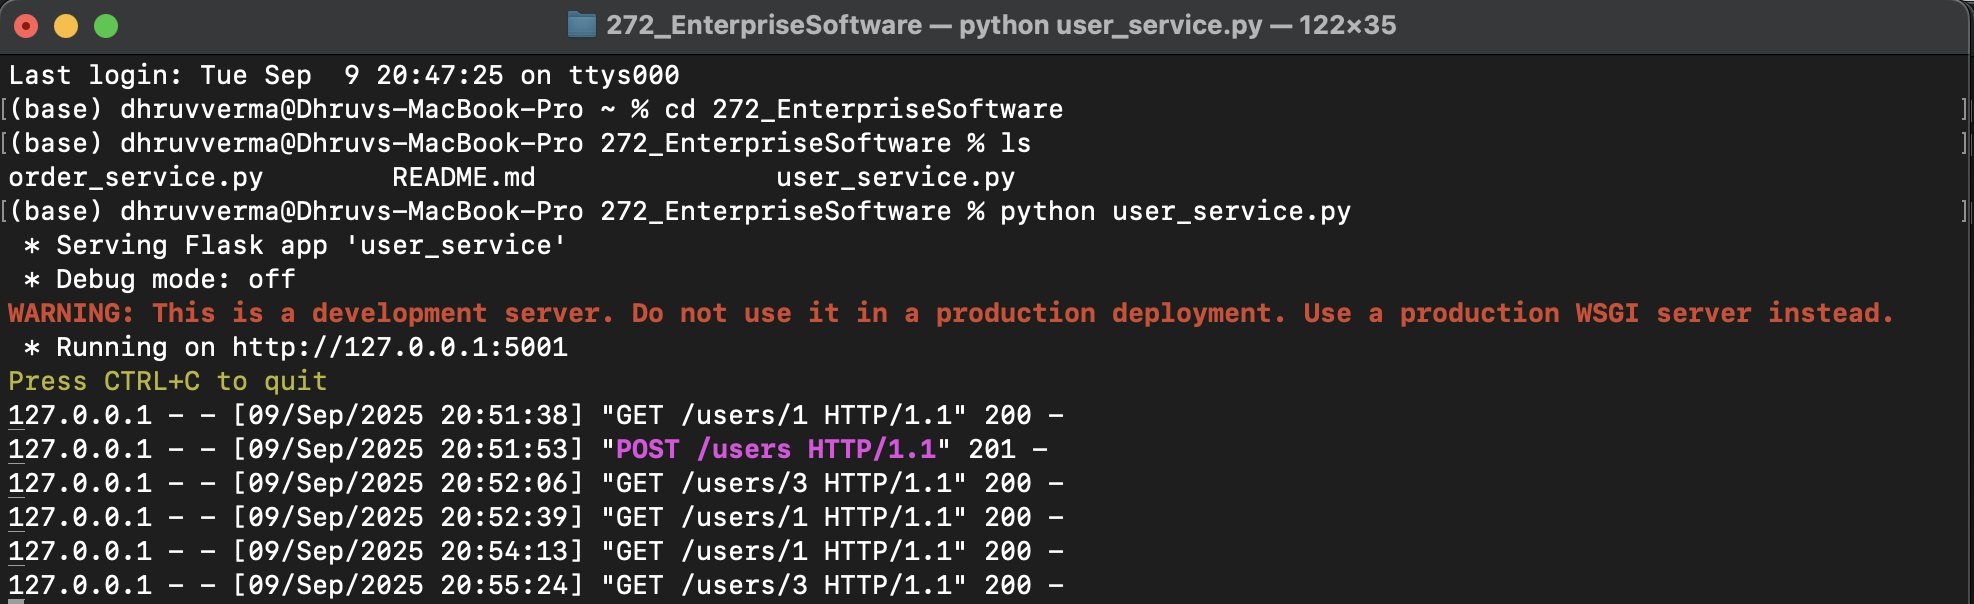 272_EnterpriseSoftware — python user_service.py — 122×35
Last login: Tue Sep  9 20:47:25 on ttys000
[(base) dhruvverma@Dhruvs-MacBook-Pro ~ % cd 272_EnterpriseSoftware ]
[(base) dhruvverma@Dhruvs-MacBook-Pro 272_EnterpriseSoftware % ls ]
order_service.py        README.md               user_service.py
[(base) dhruvverma@Dhruvs-MacBook-Pro 272_EnterpriseSoftware % python user_service.py ]
 * Serving Flask app 'user_service'
 * Debug mode: off
WARNING: This is a development server. Do not use it in a production deployment. Use a production WSGI server instead.
 * Running on http://127.0.0.1:5001
Press CTRL+C to quit
127.0.0.1 - - [09/Sep/2025 20:51:38] "GET /users/1 HTTP/1.1" 200 -
127.0.0.1 - - [09/Sep/2025 20:51:53] "POST /users HTTP/1.1" 201 -
127.0.0.1 - - [09/Sep/2025 20:52:06] "GET /users/3 HTTP/1.1" 200 -
127.0.0.1 - - [09/Sep/2025 20:52:39] "GET /users/1 HTTP/1.1" 200 -
127.0.0.1 - - [09/Sep/2025 20:54:13] "GET /users/1 HTTP/1.1" 200 -
127.0.0.1 - - [09/Sep/2025 20:55:24] "GET /users/3 HTTP/1.1" 200 -